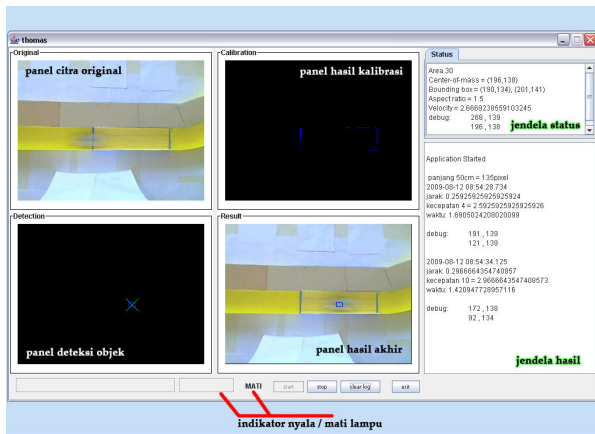 thomas
Original
Calibration
Status
panel citra original
panel hasil kalibrasi
Area 30
Center-of-mass = (196,138)
Bounding box = (190,134), (201,141)
Aspect ratio = 1.5
Velocity = 2.6669238559103245
debug: 268 , 139
196 , 138
jendela status
Application Started
panjang 50cm = 135pixel
2009-08-12 08:54:28.734
jarak: 0.25925925925925924
kecepatan 4 = 2.5925925925925926
waktu: 1.6905024208020099
debug: 191 , 139
121 , 139
2009-08-12 08:54:34.125
jarak: 0.2966664354740857
kecepatan 10 = 2.9666643547408573
waktu: 1.420947728957116
debug: 172 , 138
92 , 134
jendela hasil
Detection
Result
panel deteksi objek
panel hasil akhir
MATI
start
stop
clear log
exit
indikator nyala / mati lampu